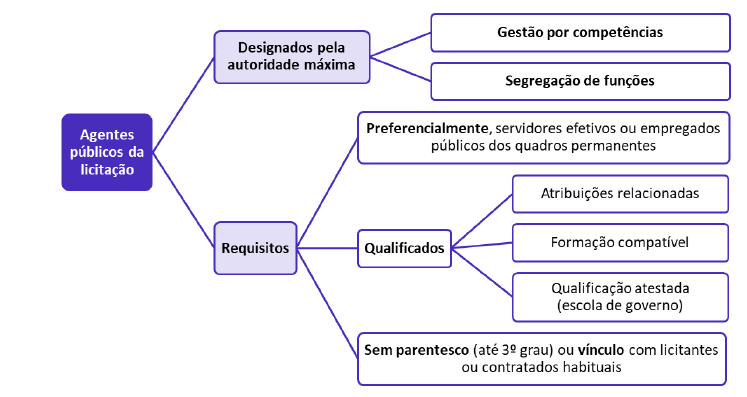 Agentes
públicos da
licitação
Designados pela
autoridade máxima
Gestão por competências
Segregação de funções
Requisitos
Preferencialmente, servidores efetivos ou empregados
públicos dos quadros permanentes
Qualificados
Atribuições relacionadas
Formação compatível
Qualificação atestada
(escola de governo)
Sem parentesco (até 3º grau) ou vínculo com licitantes
ou contratados habituais